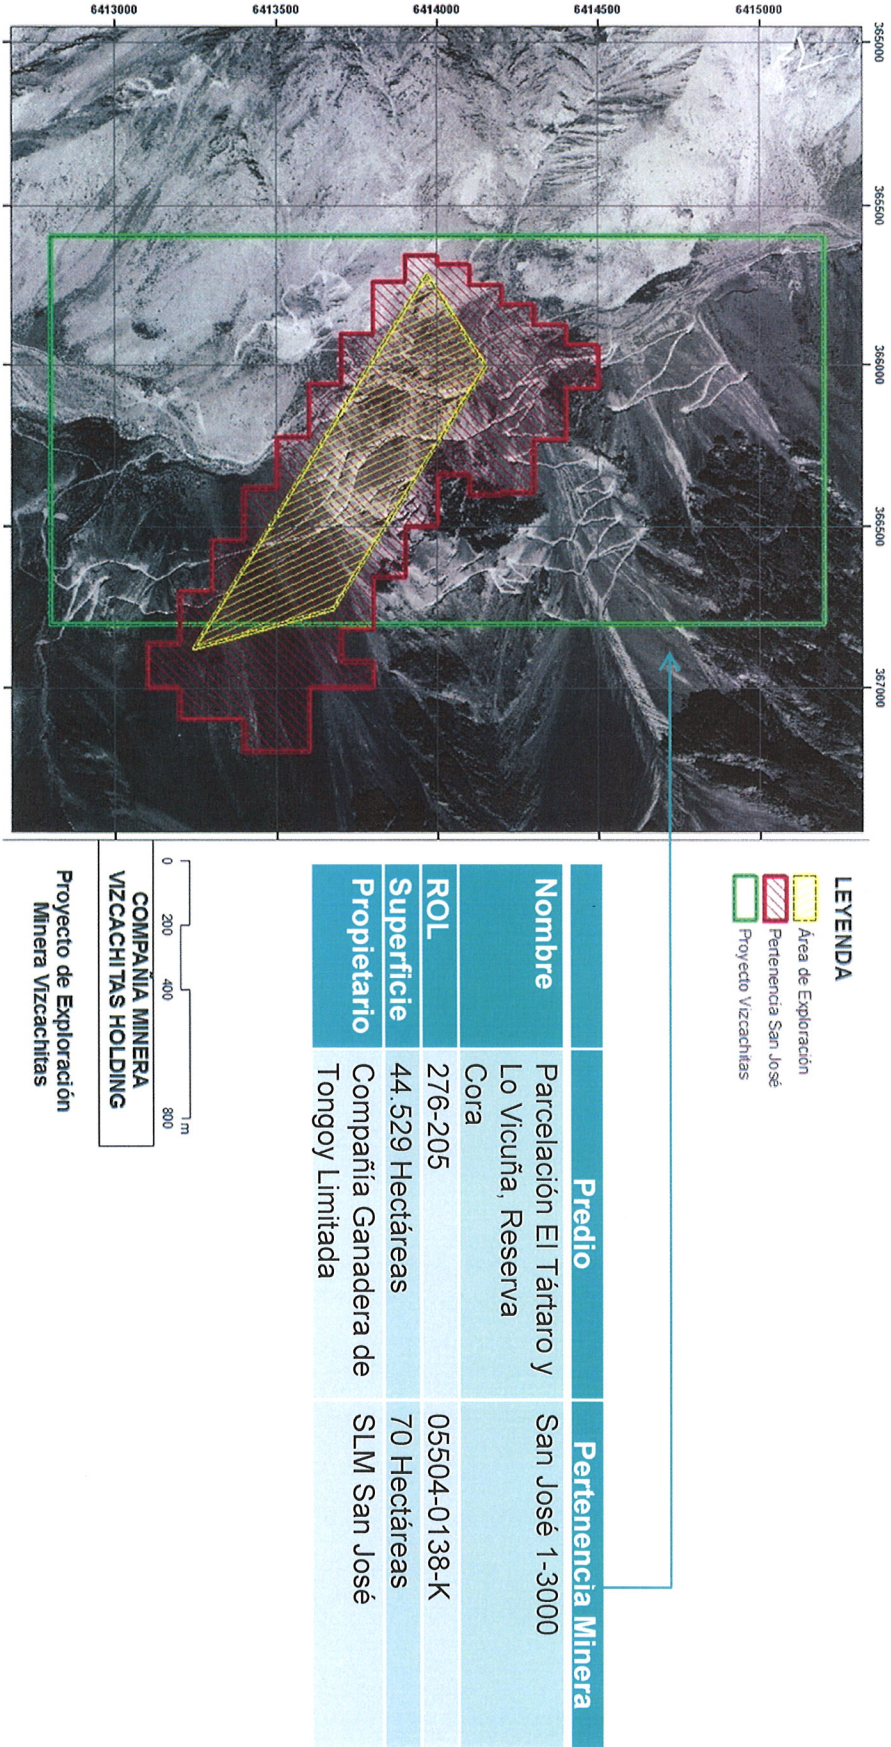 365000
365500
366000
366500
367000
6415000
6414500
6414000
6413500
6413000
LEYENDA
Área de Exploración
Pertenencia San José
Proyecto Vizcachitas
Predio
Pertenencia Minera
Nombre
Parcelación El Tártaro y
Lo Vicuña, Reserva
Cora
San José 1-3000
ROL
276-205
05504-0138-K
Superficie
44.529 Hectáreas
70 Hectáreas
Propietario
Compañía Ganadera de
Tongoy Limitada
SLM San José
0
200
400
800
m
COMPAÑIA MINERA
VIZCACHITAS HOLDING
Proyecto de Exploración
Minera Vizcachitas